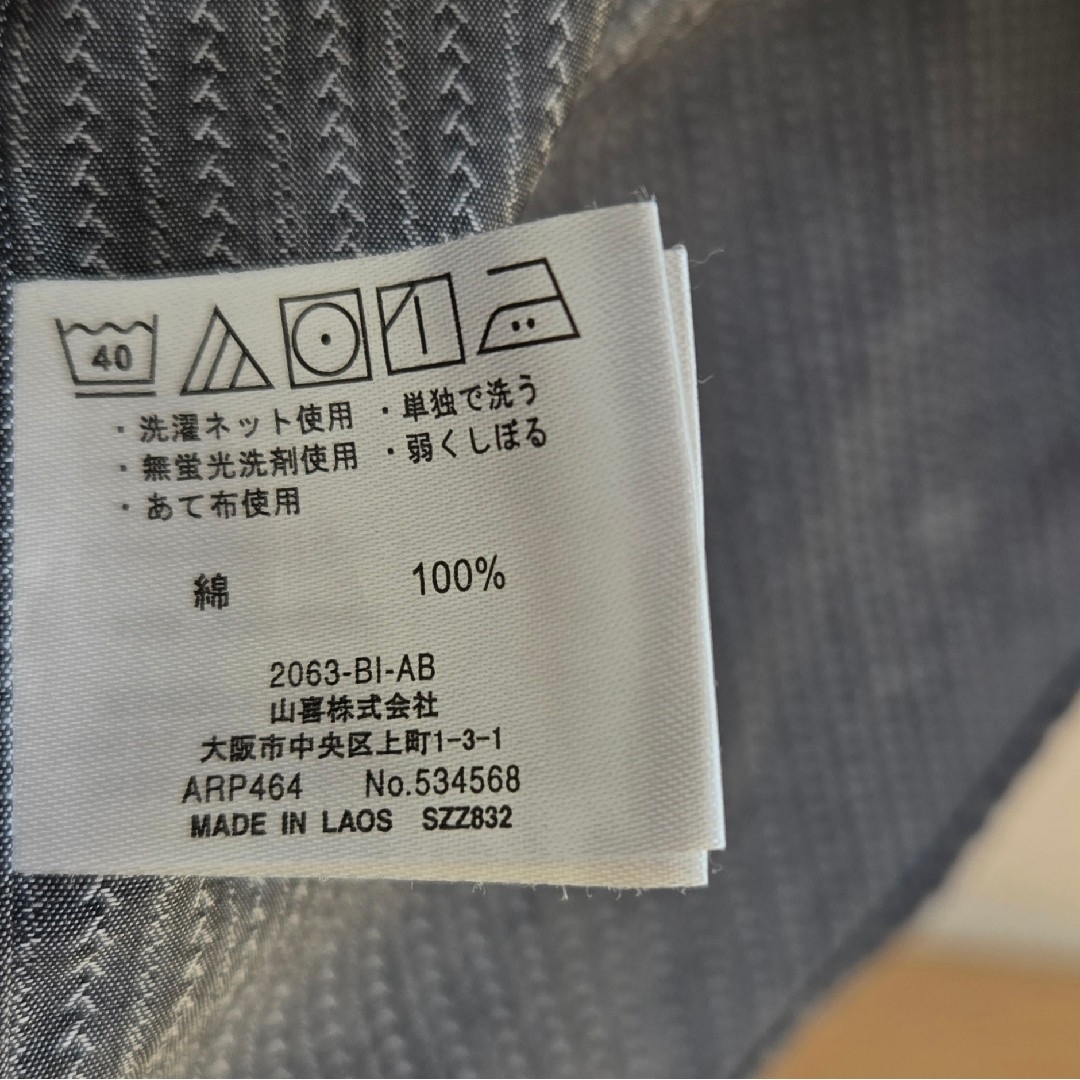 40
・洗濯ネット使用 ・単独で洗う
・無蛍光洗剤使用 ・弱くしぼる
・あて布使用
綿 100%
2063-BI-AB
山喜株式会社
大阪市中央区上町1-3-1
ARP464 No.534568
MADE IN LAOS SZZ832